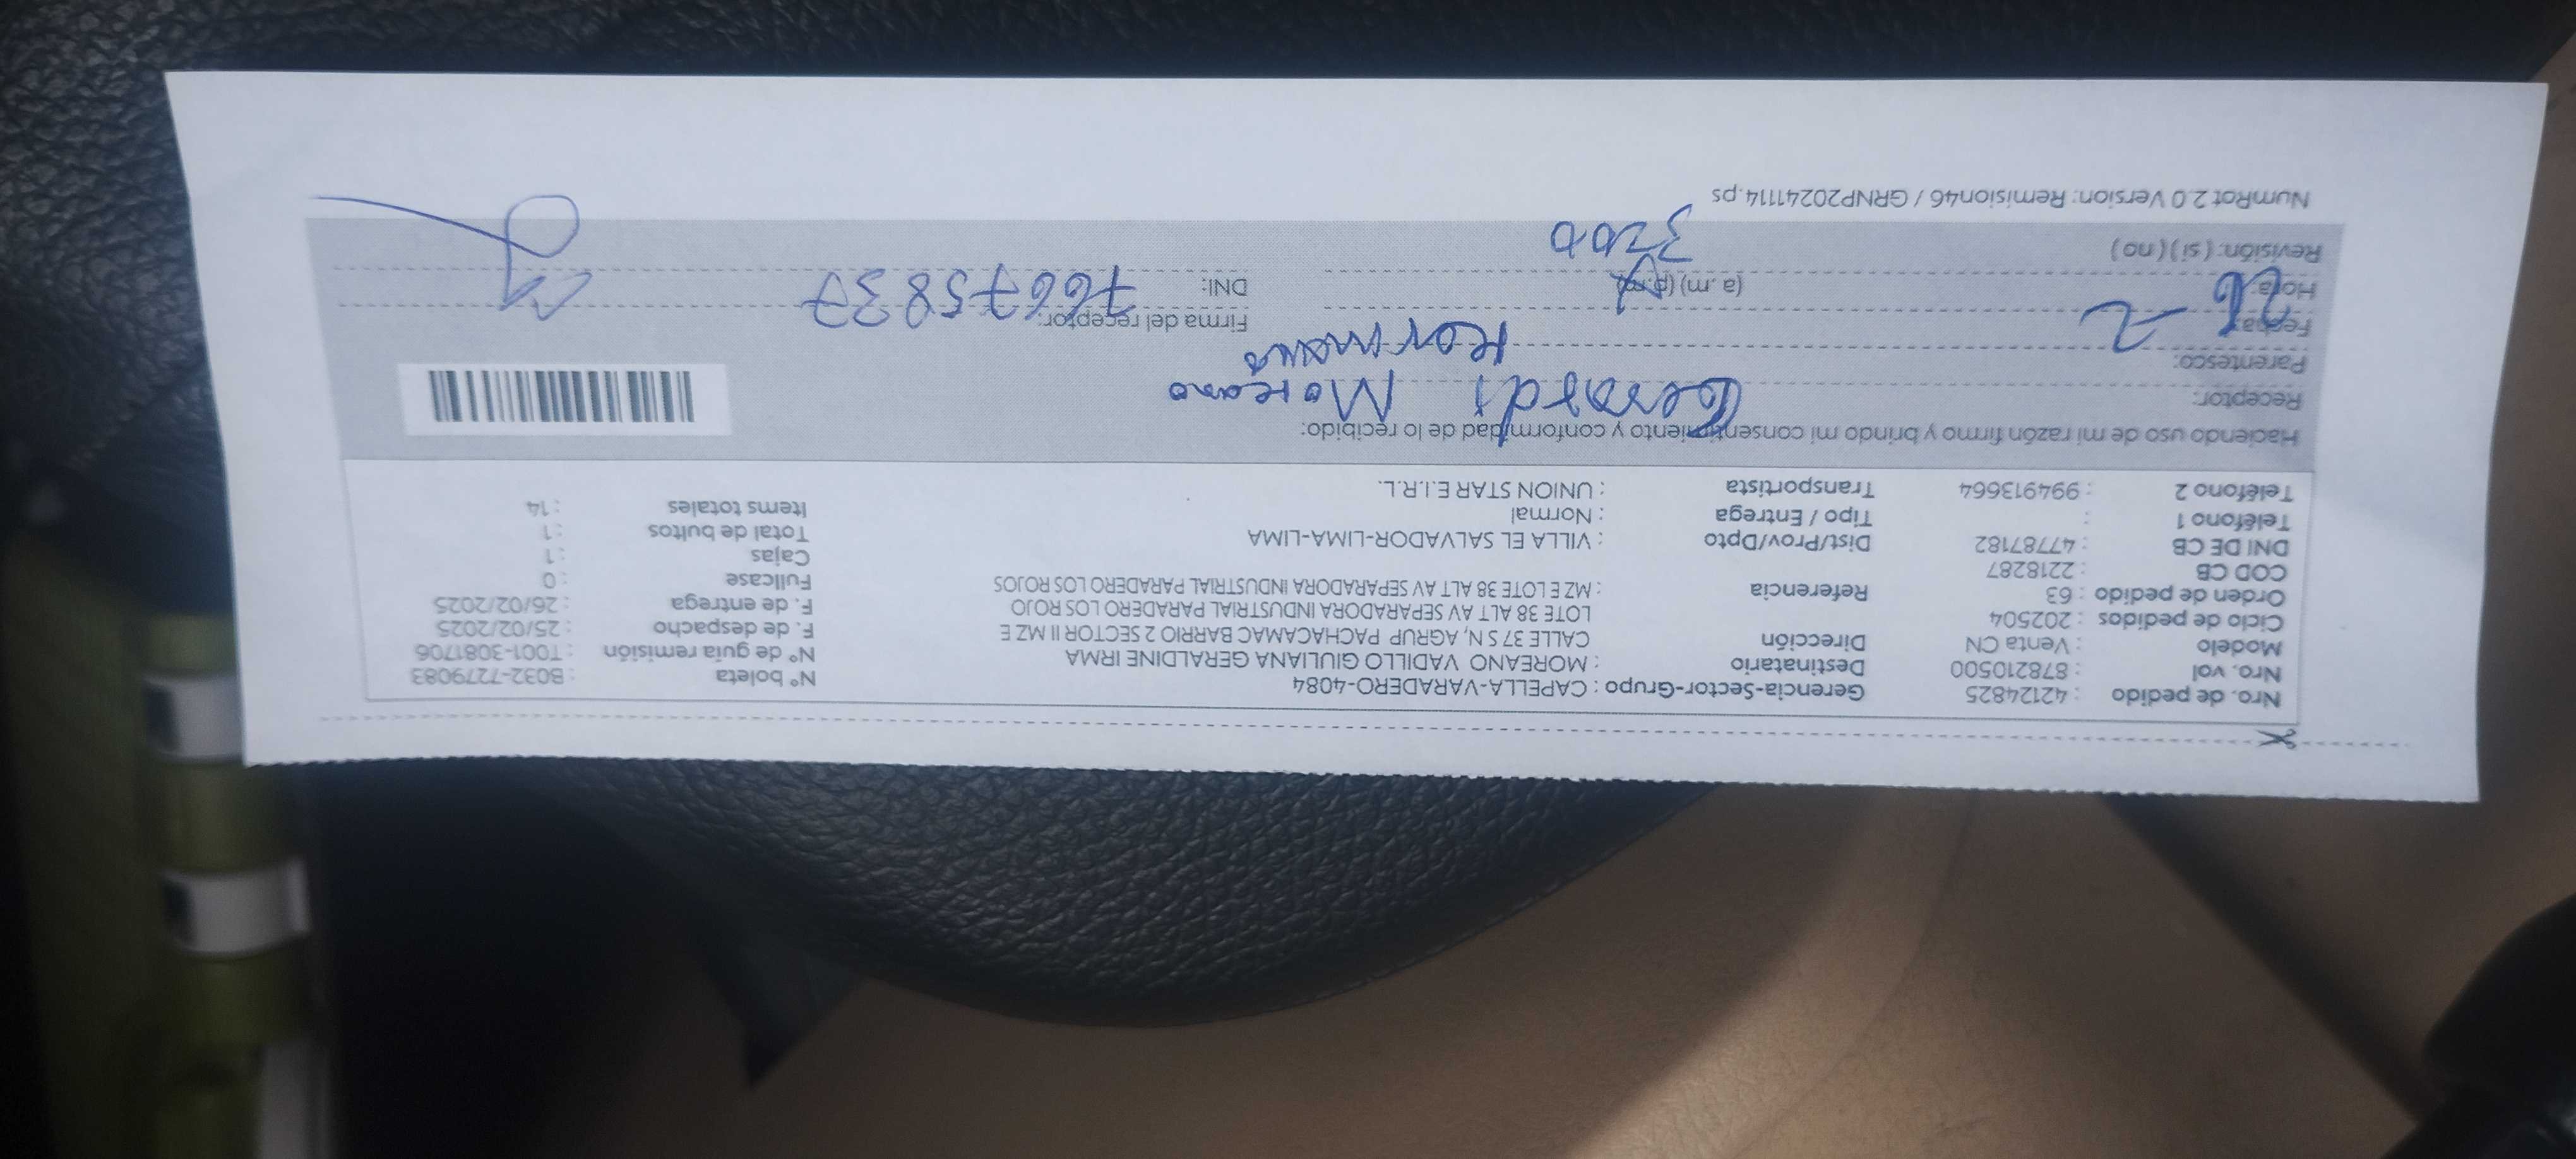 Nro. de pedido : 42124825 Gerencia-Sector-Grupo : CAPELLA-VARADERO-4084 N° boleta : B032-7279083
Nro. vol : 878210500 Destinatario : MOREANO VADILLO GIULIANA GERALDINE IRMA N° de guía remisión : T001-3081706
Modelo : Venta CN Dirección CALLE 37 S N, AGRUP PACHACAMAC BARRIO 2 SECTOR II MZ E F. de despacho : 25/02/2025
Ciclo de pedidos : 202504 LOTE 38 ALT AV SEPARADORA INDUSTRIAL PARADERO LOS ROJO F. de entrega : 26/02/2025
Orden de pedido : 63 Referencia : MZ E LOTE 38 ALT AV SEPARADORA INDUSTRIAL PARADERO LOS ROJOS Fullcase : 0
COD CB : 2218287 Cajas : 1
DNI DE CB : 47787182 Dist/Prov/Dpto : VILLA EL SALVADOR-LIMA-LIMA Total de bultos : 1
Teléfono 1 : Tipo / Entrega : Normal Items totales : 14
Teléfono 2 : 994913664 Transportista : UNION STAR E.I.R.L.
Haciendo uso de mi razón firmo y brindo mi consentimiento y conformidad de lo recibido:
Receptor: Moreano
Parentesco:
Fecha: 26-2 Firma del receptor:
Hora: (a.m) (p.m) DNI: 76675837
Revisión: ( si ) ( no )
NumRot 2.0 Version: Remision46 / GRNP20241114.ps